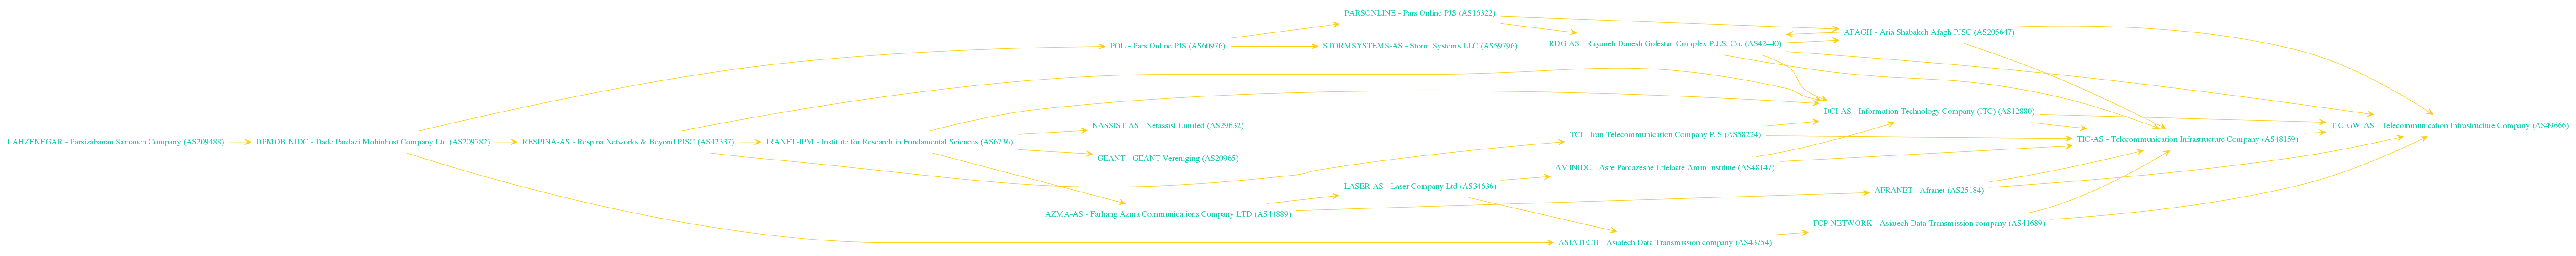 PARSONLINE - Pars Online PJS (AS16322)
AFAGH - Aria Shabakeh Afagh PJSC (AS205647)
POL - Pars Online PJS (AS60976)
STORMSYSTEMS-AS - Storm Systems LLC (AS59796)
RDG-AS - Rayaneh Danesh Golestan Complex P.J.S. Co. (AS42440)
DCI-AS - Information Technology Company (ITC) (AS12880)
NASSIST-AS - Netassist Limited (AS29632)
TIC-GW-AS - Telecommunication Infrastructure Company (AS49666)
TCI - Iran Telecommunication Company PJS (AS58224)
TIC-AS - Telecommunication Infrastructure Company (AS48159)
LAHZENEGAR - Parsizabanan Samaneh Company (AS209488)
DPMOBINIDC - Dade Pardazi Mobinhost Company Ltd (AS209782)
RESPINA-AS - Respina Networks & Beyond PJSC (AS42337)
IRANET-IPM - Institute for Research in Fundamental Sciences (AS6736)
GEANT - GEANT Vereniging (AS20965)
AMINIDC - Asre Pardazeshe Ettelaate Amin Institute (AS48147)
LASER-AS - Laser Company Ltd (AS34636)
AFRANET - Afranet (AS25184)
AZMA-AS - Farhang Azma Communications Company LTD (AS44889)
FCP-NETWORK - Asiatech Data Transmission company (AS41689)
ASIATECH - Asiatech Data Transmission company (AS43754)